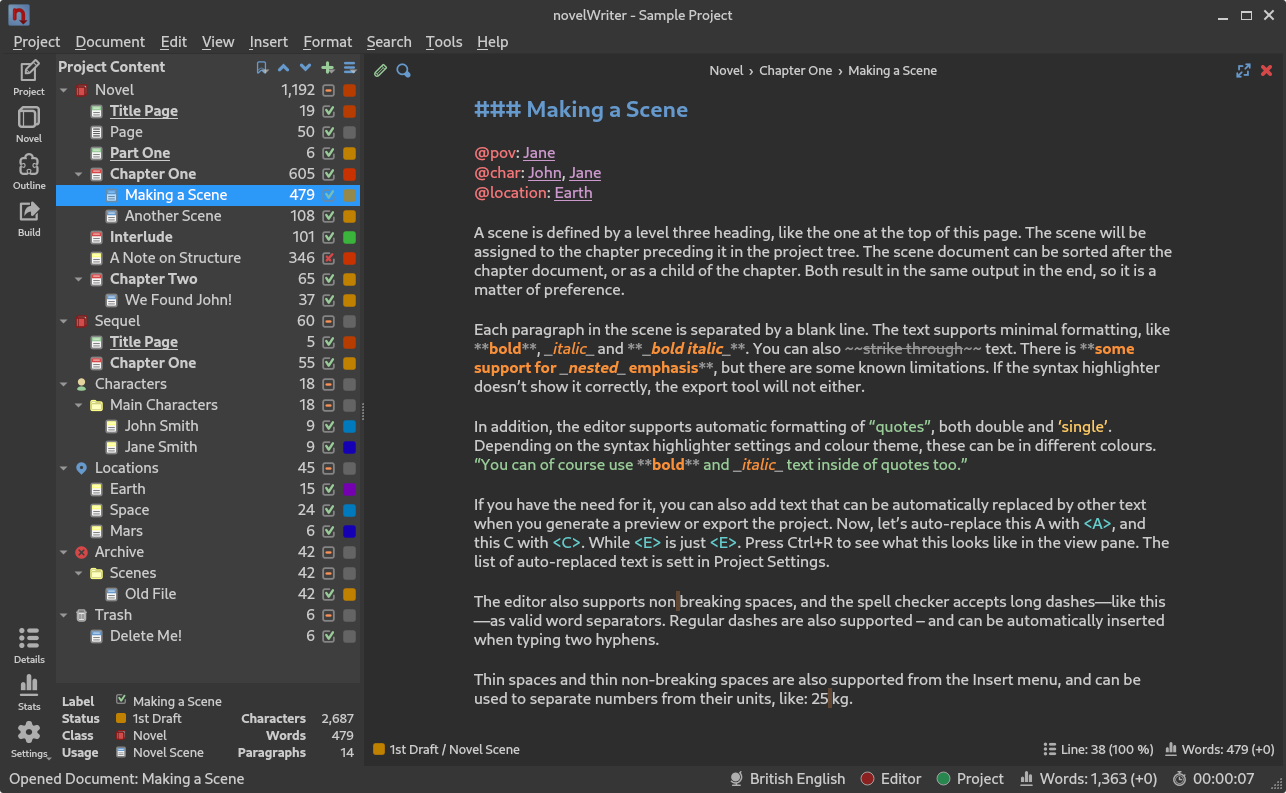 novelWriter - Sample Project
Project Document Edit View Insert Format Search Tools Help
Project
Novel
Outline
Build
Details
Stats
Settings
Project Content
Novel 1,192
Title Page 19
Page 50
Part One 6
Chapter One 605
Making a Scene 479
Another Scene 108
Interlude 101
A Note on Structure 346
Chapter Two 65
We Found John! 37
Sequel 60
Title Page 5
Chapter One 55
Characters 18
Main Characters 18
John Smith 9
Jane Smith 9
Locations 45
Earth 15
Space 24
Mars 6
Archive 42
Scenes 42
Old File 42
Trash 6
Delete Me! 6
Label Making a Scene
Status 1st Draft Characters 2,687
Class Novel Words 479
Usage Novel Scene Paragraphs 14
Novel › Chapter One › Making a Scene
### Making a Scene
@pov: Jane
@char: John, Jane
@location: Earth
A scene is defined by a level three heading, like the one at the top of this page. The scene will be
assigned to the chapter preceding it in the project tree. The scene document can be sorted after the
chapter document, or as a child of the chapter. Both result in the same output in the end, so it is a
matter of preference.
Each paragraph in the scene is separated by a blank line. The text supports minimal formatting, like
**bold**, _italic_ and **_bold italic_**. You can also ~~strike through~~ text. There is **some
support for _nested_ emphasis**, but there are some known limitations. If the syntax highlighter
doesn’t show it correctly, the export tool will not either.
In addition, the editor supports automatic formatting of “quotes”, both double and ‘single’.
Depending on the syntax highlighter settings and colour theme, these can be in different colours.
“You can of course use **bold** and _italic_ text inside of quotes too.”
If you have the need for it, you can also add text that can be automatically replaced by other text
when you generate a preview or export the project. Now, let’s auto-replace this A with <A>, and
this C with <C>. While <E> is just <E>. Press Ctrl+R to see what this looks like in the view pane. The
list of auto-replaced text is sett in Project Settings.
The editor also supports non breaking spaces, and the spell checker accepts long dashes—like this
—as valid word separators. Regular dashes are also supported – and can be automatically inserted
when typing two hyphens.
Thin spaces and thin non-breaking spaces are also supported from the Insert menu, and can be
used to separate numbers from their units, like: 25 kg.
1st Draft / Novel Scene Line: 38 (100 %) Words: 479 (+0)
Opened Document: Making a Scene British English Editor Project Words: 1,363 (+0) 00:00:07